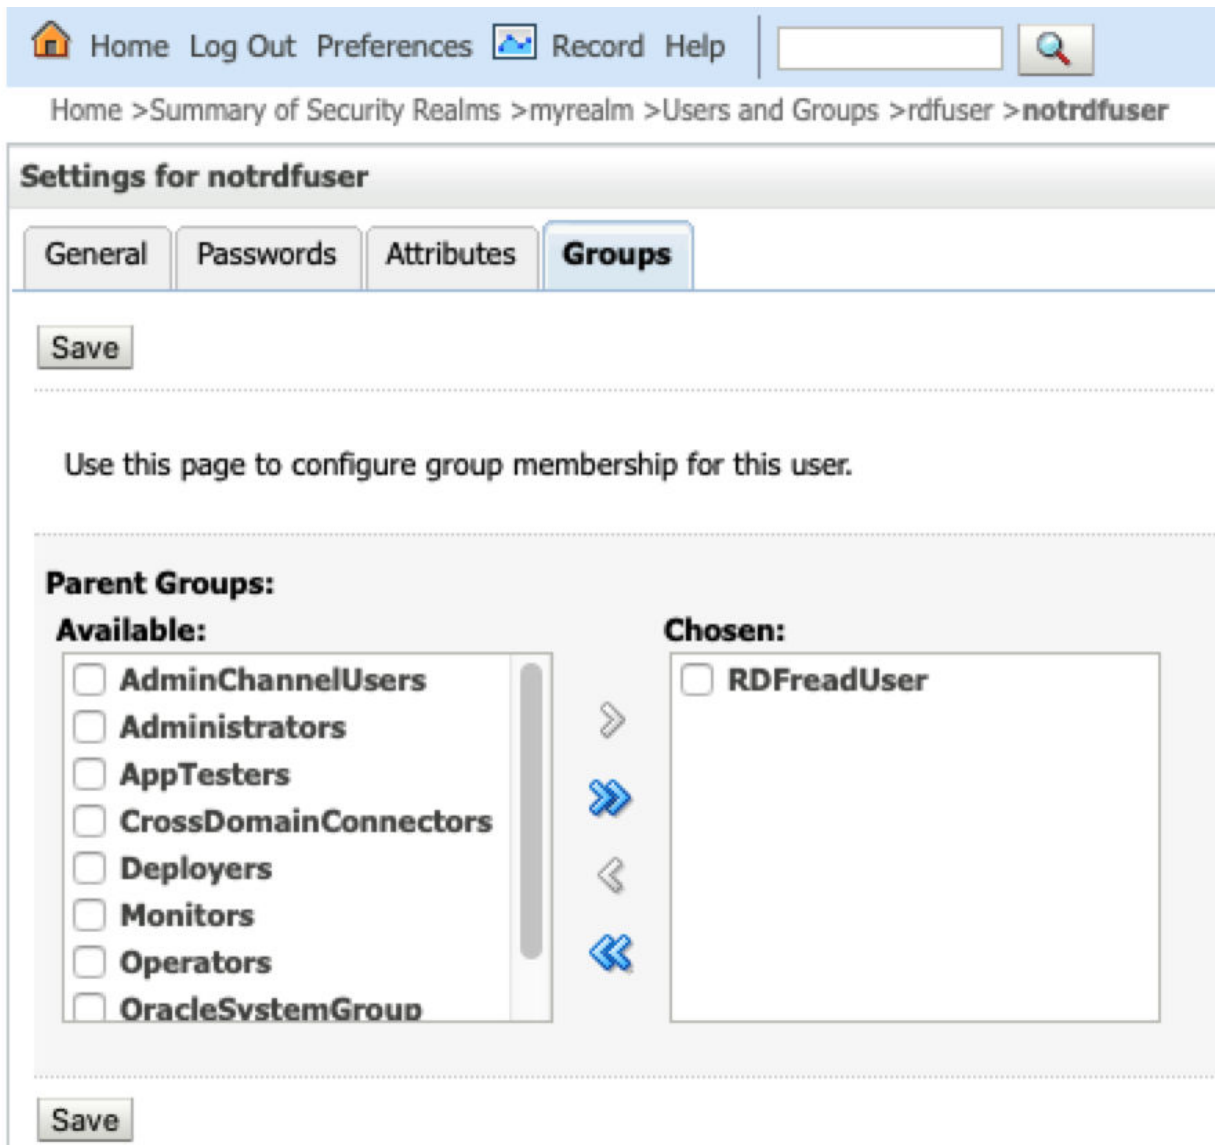 Home Log Out Preferences Record Help
Home >Summary of Security Realms >myrealm >Users and Groups >rdfuser >notrdfuser
Settings for notrdfuser
General Passwords Attributes Groups
Save
Use this page to configure group membership for this user.
Parent Groups:
Available:
AdminChannelUsers
Administrators
AppTesters
CrossDomainConnectors
Deployers
Monitors
Operators
OracleSystemGroup
Chosen:
RDFreadUser
Save